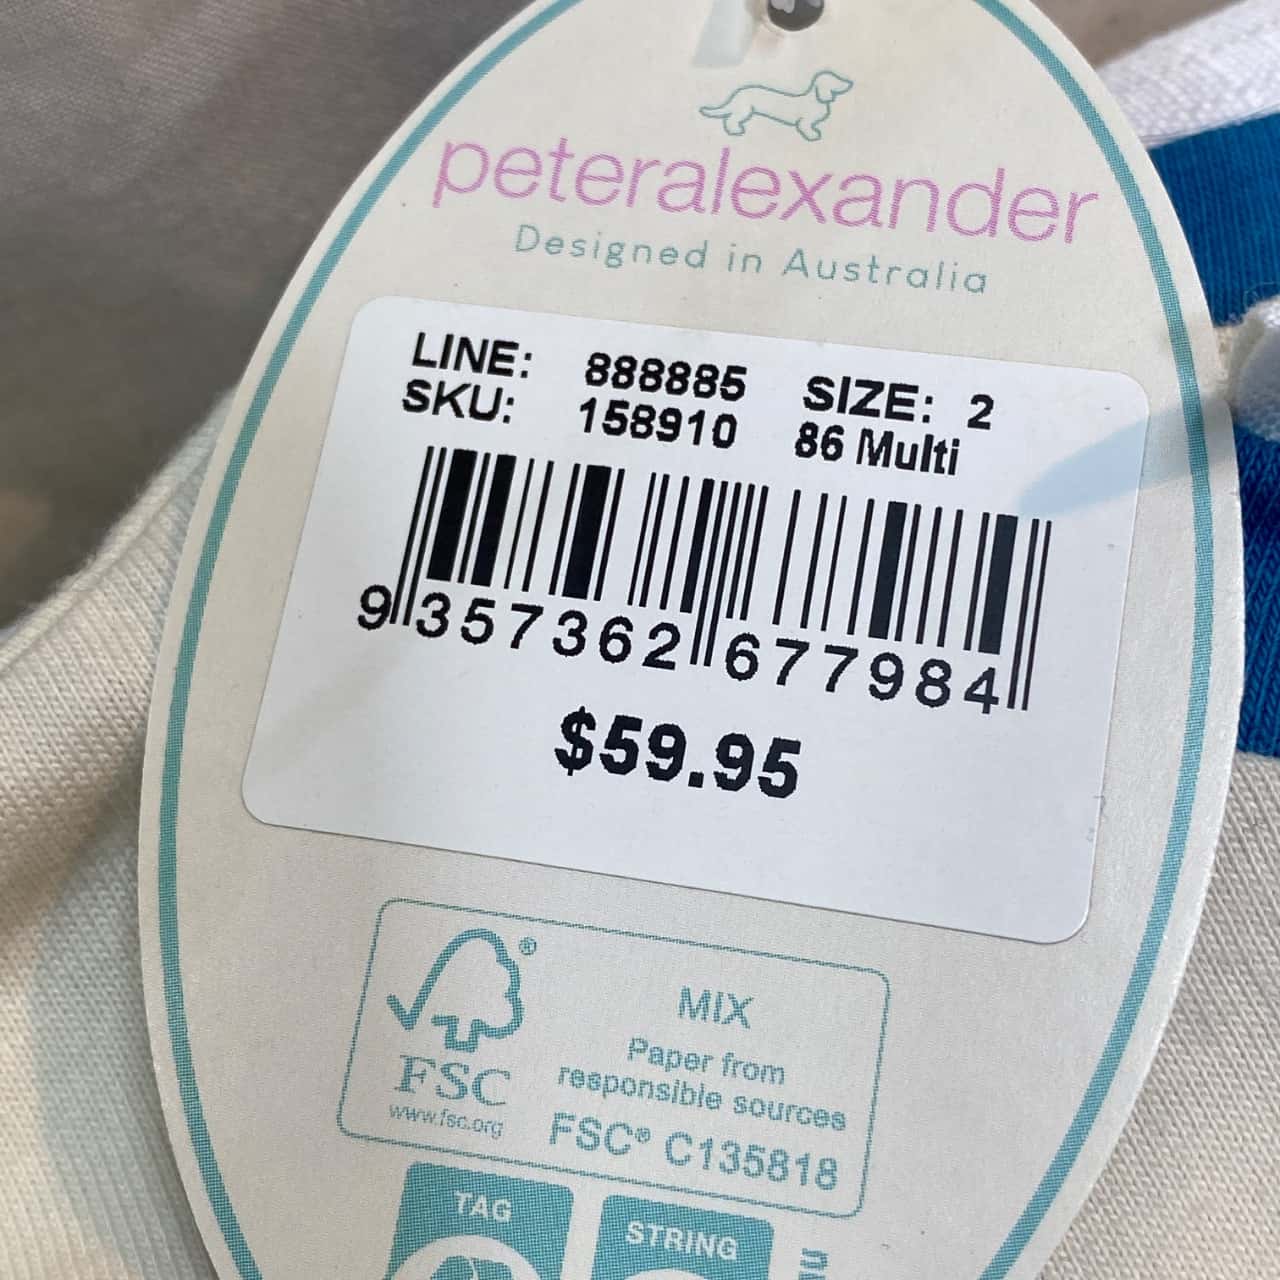 peteralexander
Designed in Australia
LINE: 888885 SIZE: 2
SKU: 158910 86 Multi
9 357362 677984
$59.95
MIX
Paper from
responsible sources
FSC® C135818
®
FSC
www.fsc.org
TAG
STRING